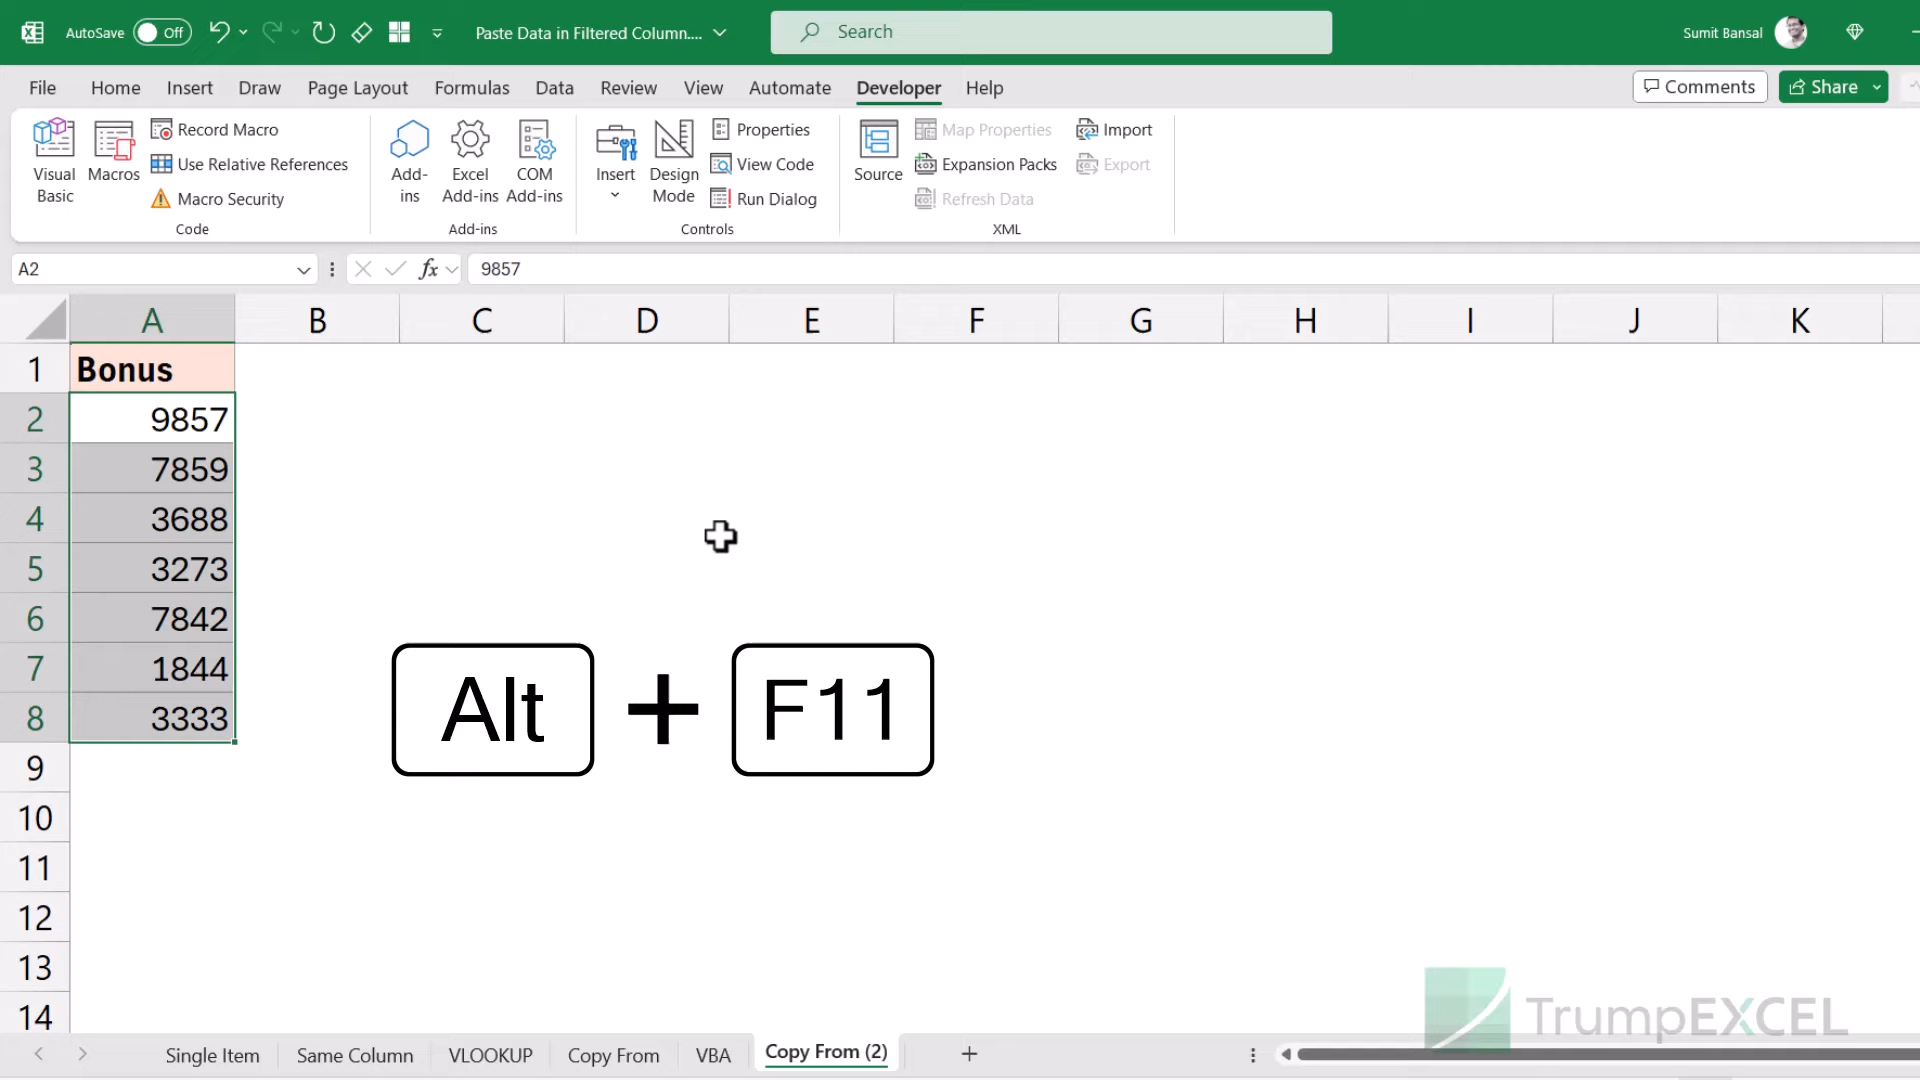 AutoSave Off Paste Data in Filtered Column.... Search Sumit Bansal
File Home Insert Draw Page Layout Formulas Data Review View Automate Developer Help Comments Share
Visual Basic
Macros
Record Macro
Use Relative References
Macro Security
Code
Add-ins
Excel Add-ins
COM Add-ins
Add-ins
Insert
Design Mode
Properties
View Code
Run Dialog
Controls
Source
Map Properties
Expansion Packs
Refresh Data
Import
Export
XML
A2 fx 9857
A B C D E F G H I J K
1 Bonus
2 9857
3 7859
4 3688
5 3273
6 7842
7 1844
8 3333
9
10
11
12
13
14
Alt + F11
TrumpEXCEL
Single Item Same Column VLOOKUP Copy From VBA Copy From (2) +